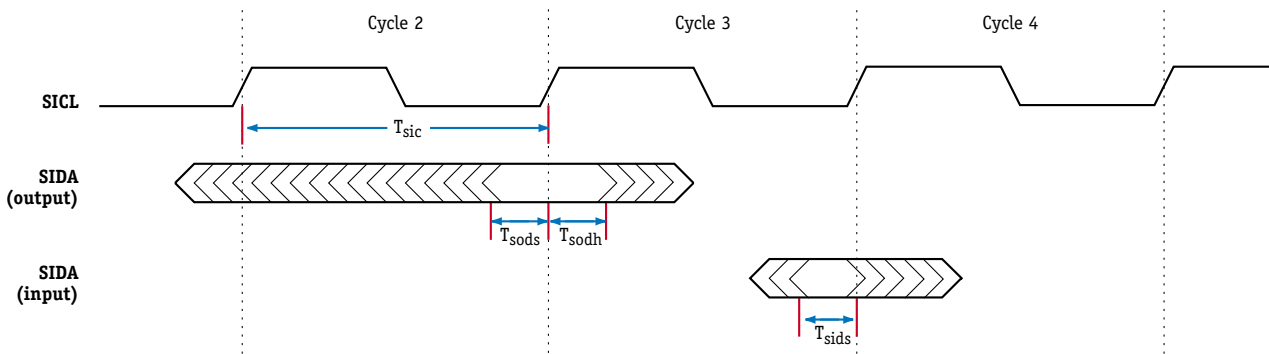 Cycle 2
Cycle 3
Cycle 4
SICL
Tsic
SIDA
(output)
Tsods
Tsodh
SIDA
(input)
Tsids